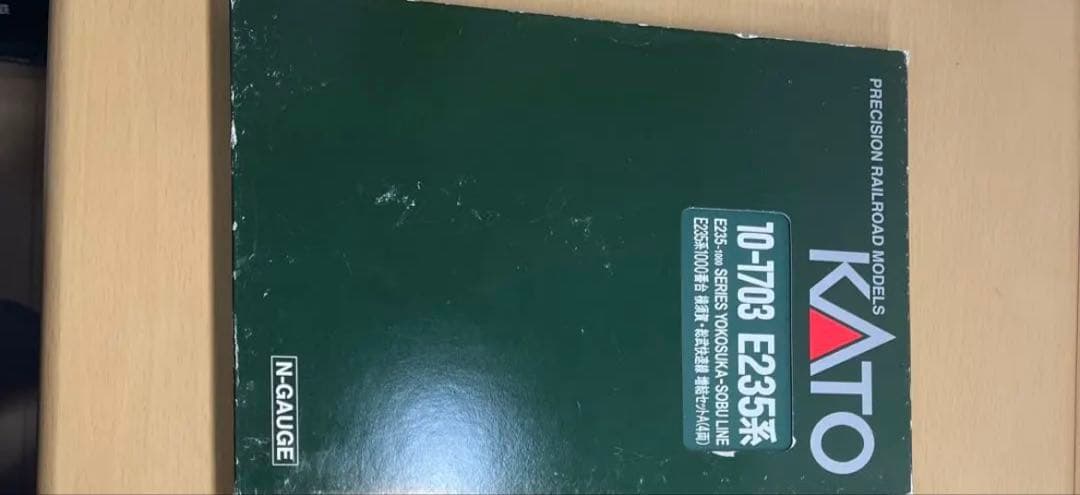 PRECISION RAILROAD MODELS
KATO
10-1703 E235系
E235-1000 SERIES YOKOSUKA-SOBU LINE
E235系1000番台 横須賀・総武快速線 増結セットA(4両)
N-GAUGE